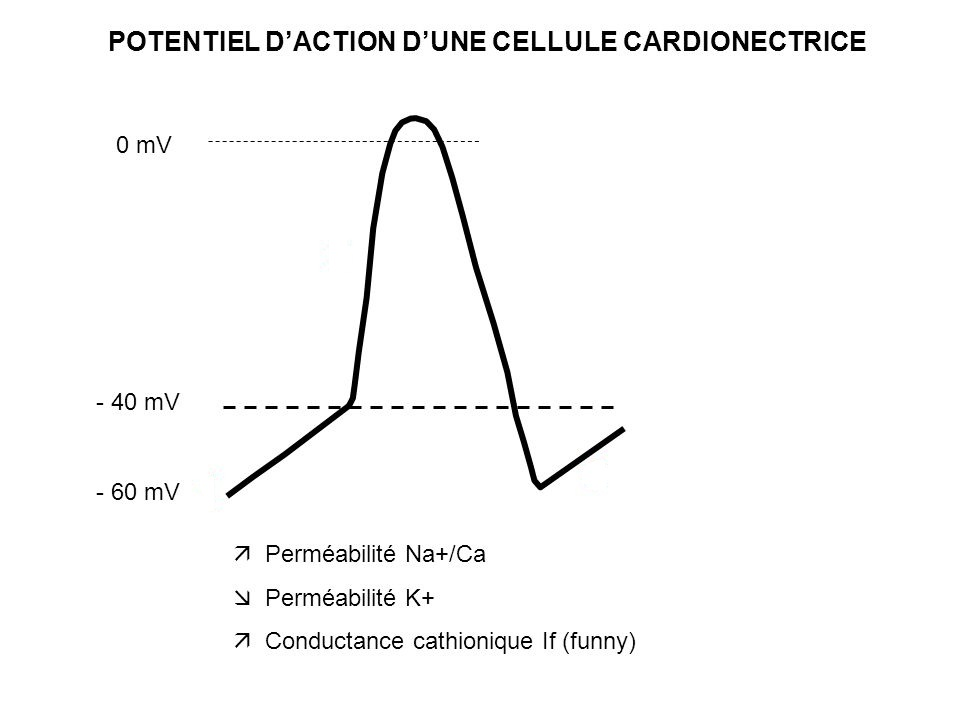 POTENTIEL D’ACTION D’UNE CELLULE CARDIONECTRICE
0 mV
- 40 mV
- 60 mV
↗ Perméabilité Na+/Ca
↘ Perméabilité K+
↗ Conductance cathionique If (funny)